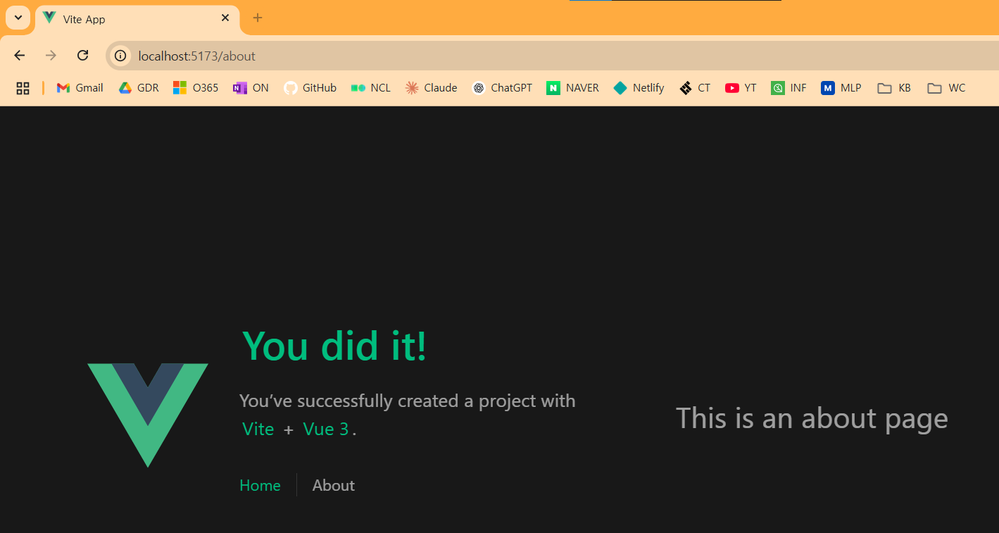 Vite App
localhost:5173/about
Gmail GDR O365 ON GitHub NCL Claude ChatGPT NAVER Netlify CT YT INF MLP KB WC
You did it!
You’ve successfully created a project with
Vite + Vue 3.
Home About
This is an about page